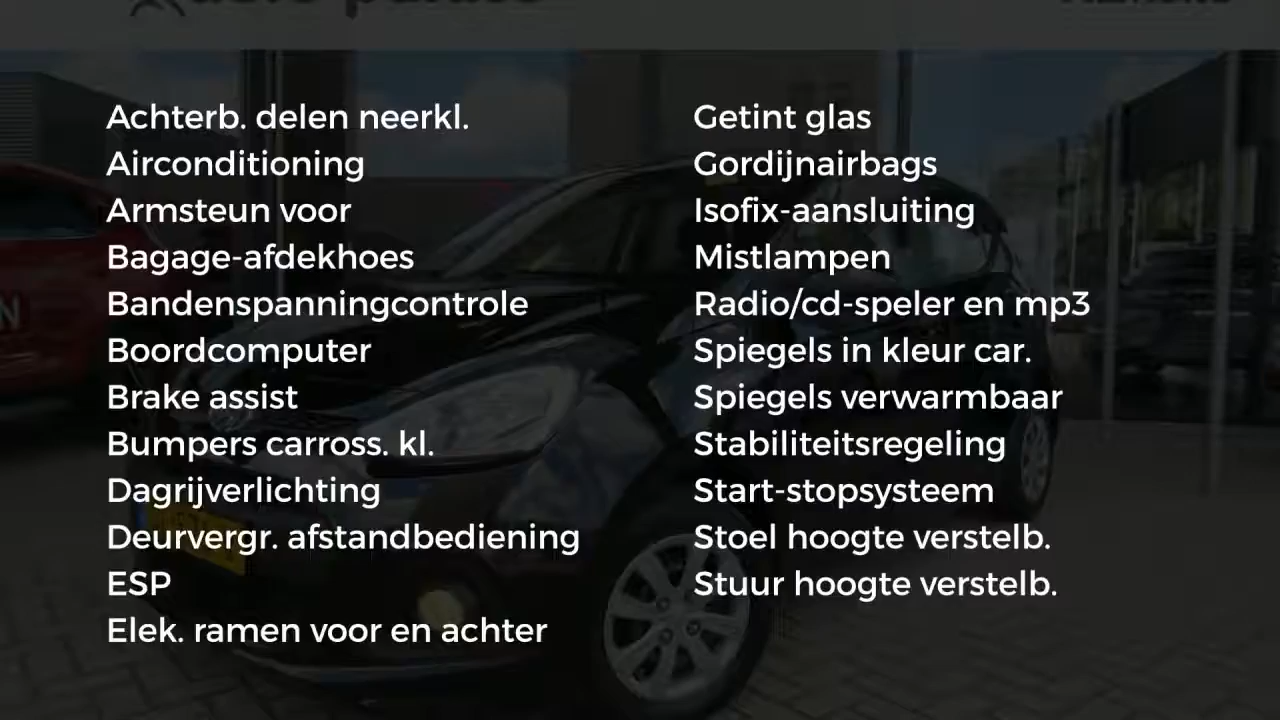 Achterb. delen neerkl.
Airconditioning
Armsteun voor
Bagage-afdekhoes
Bandenspanningcontrole
Boordcomputer
Brake assist
Bumpers carross. kl.
Dagrijverlichting
Deurvergr. afstandbediening
ESP
Elek. ramen voor en achter
Getint glas
Gordijnairbags
Isofix-aansluiting
Mistlampen
Radio/cd-speler en mp3
Spiegels in kleur car.
Spiegels verwarmbaar
Stabiliteitsregeling
Start-stopsysteem
Stoel hoogte verstelb.
Stuur hoogte verstelb.